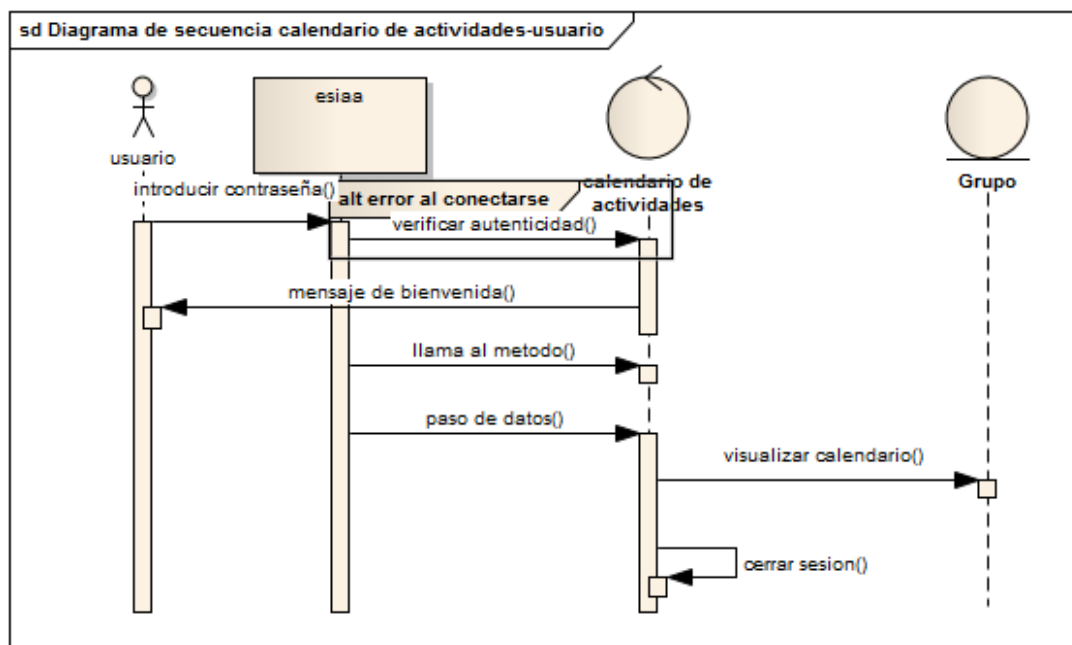 sd Diagrama de secuencia calendario de actividades-usuario
esiaa
usuario
calendario de
actividades
Grupo
introducir contraseña()
alt error al conectarse
verificar autenticidad()
mensaje de bienvenida()
llama al metodo()
paso de datos()
visualizar calendario()
cerrar sesion()